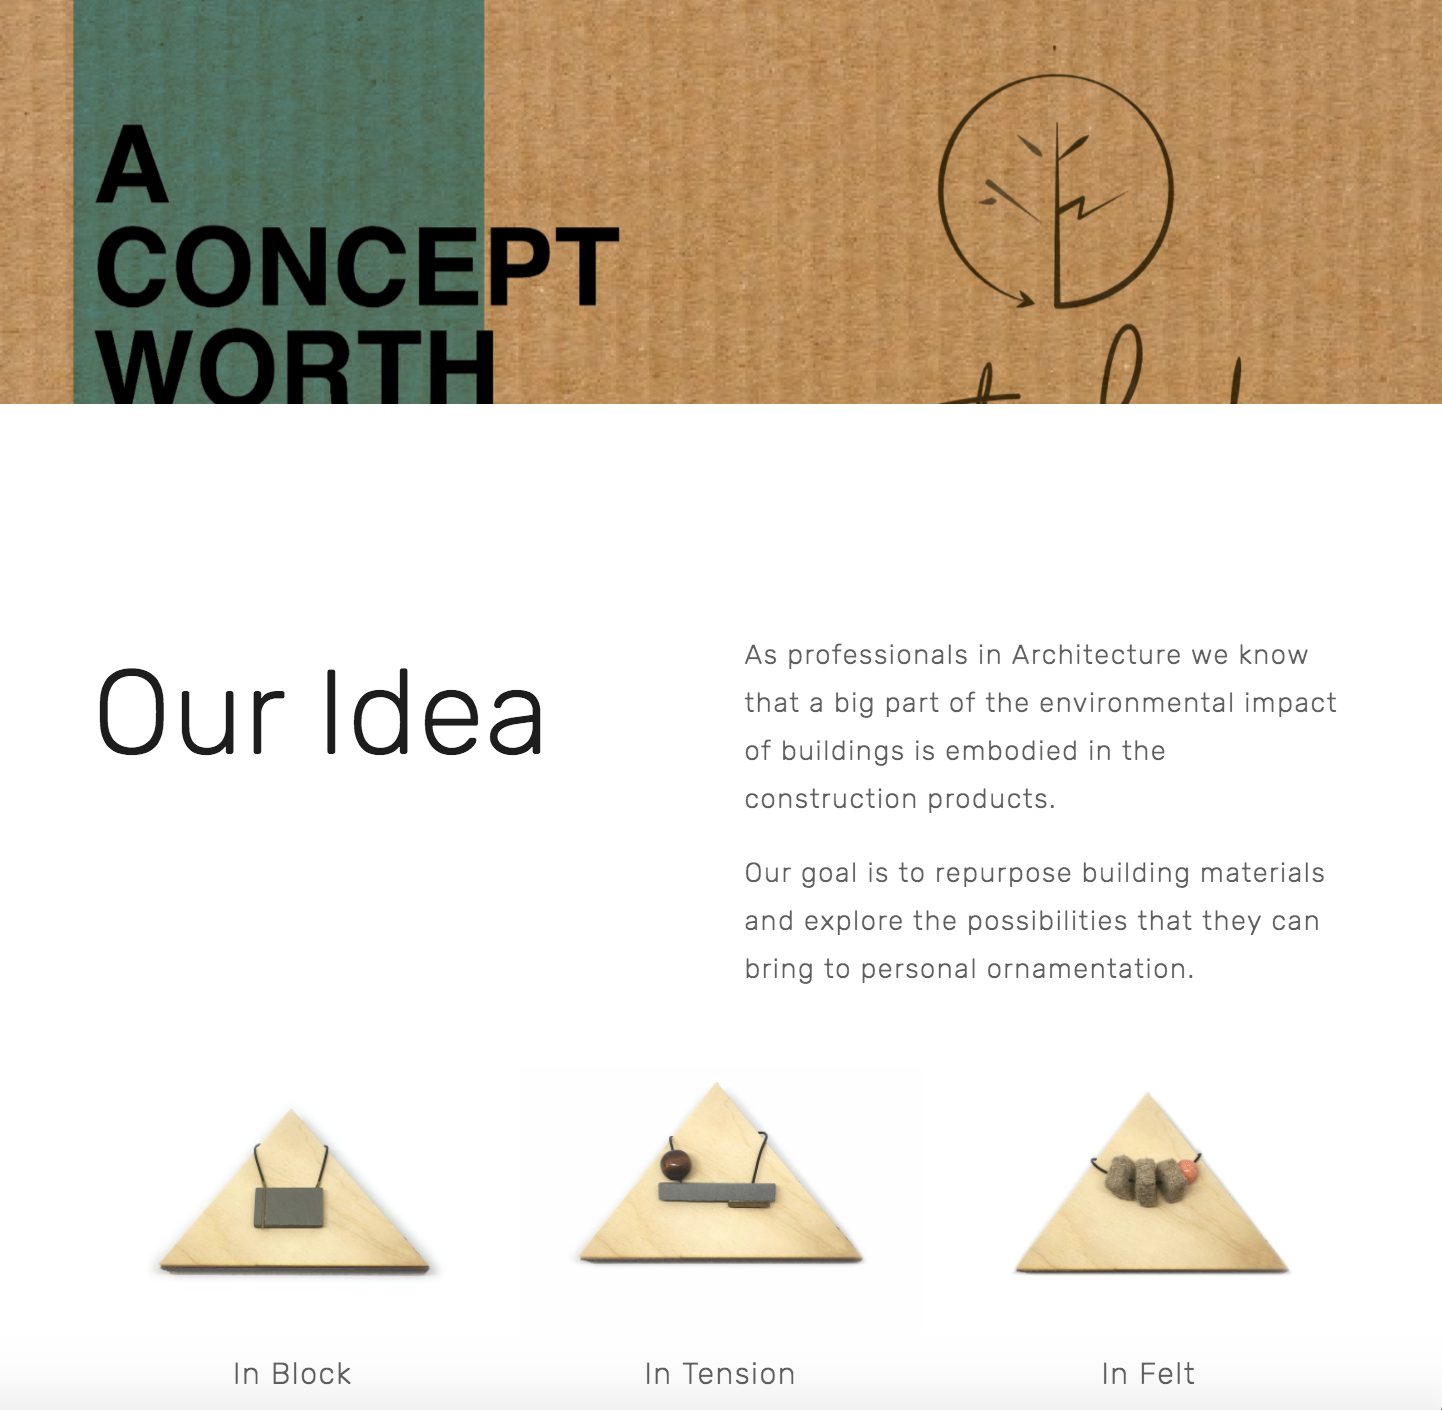 A
CONCEPT
WORTH
Our Idea
As professionals in Architecture we know
that a big part of the environmental impact
of buildings is embodied in the
construction products.
Our goal is to repurpose building materials
and explore the possibilities that they can
bring to personal ornamentation.
In Block
In Tension
In Felt